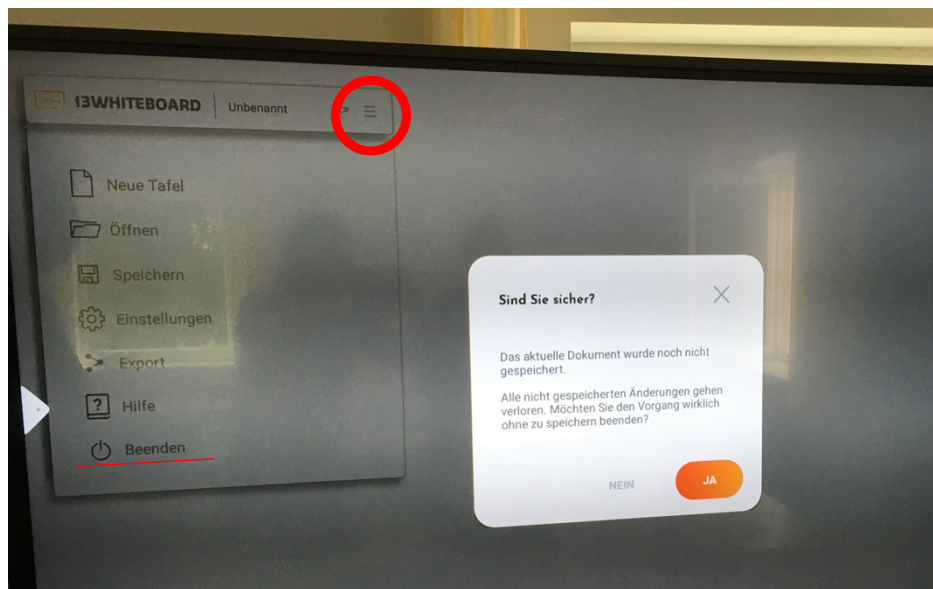 i3WHITEBOARD
Unbenannt
Neue Tafel
Öffnen
Speichern
Einstellungen
Export
Hilfe
Beenden
Sind Sie sicher?
Das aktuelle Dokument wurde noch nicht
gespeichert.
Alle nicht gespeicherten Änderungen gehen
verloren. Möchten Sie den Vorgang wirklich
ohne zu speichern beenden?
NEIN
JA